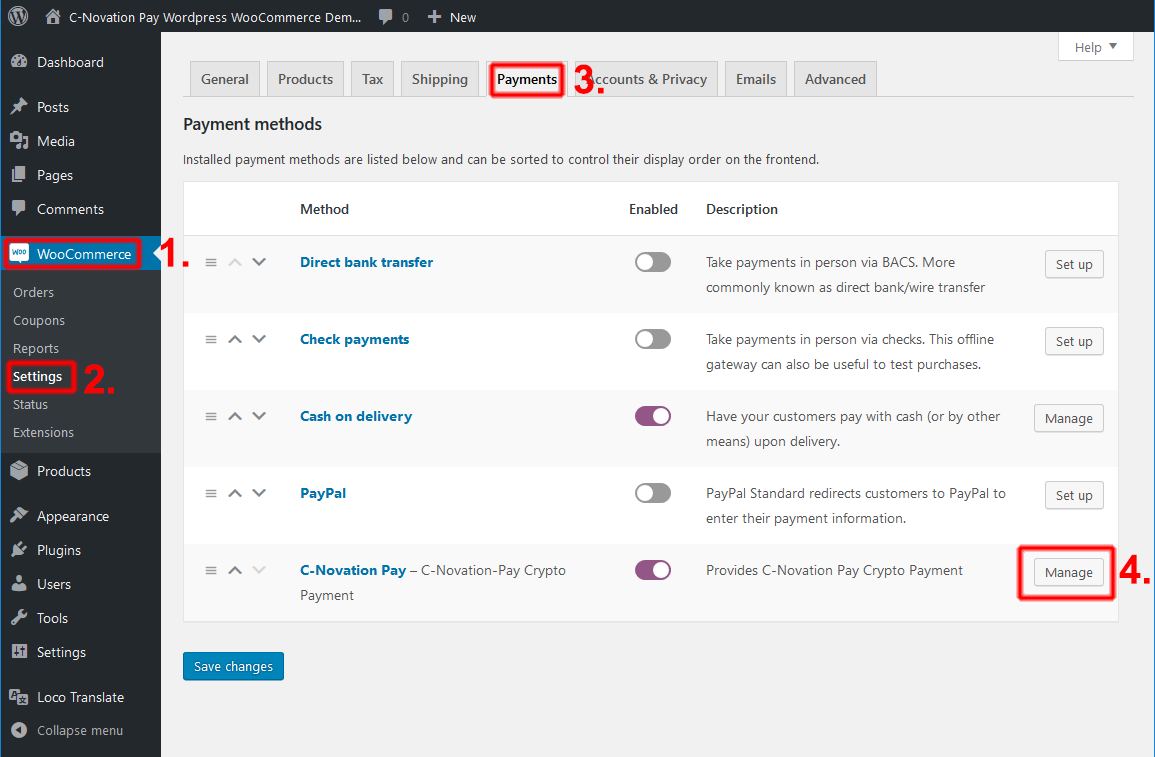 C-Novation Pay Wordpress WooCommerce Dem... 0 New
Help
Dashboard
Posts
Media
Pages
Comments
WOO WooCommerce 1.
Orders
Coupons
Reports
Settings 2.
Status
Extensions
Products
Appearance
Plugins
Users
Tools
Settings
Loco Translate
Collapse menu
General Products Tax Shipping Payments 3. ccounts & Privacy Emails Advanced
Payment methods
Installed payment methods are listed below and can be sorted to control their display order on the frontend.
Method Enabled Description
Direct bank transfer Take payments in person via BACS. More Set up
commonly known as direct bank/wire transfer
Check payments Take payments in person via checks. This offline Set up
gateway can also be useful to test purchases.
Cash on delivery Have your customers pay with cash (or by other Manage
means) upon delivery.
PayPal PayPal Standard redirects customers to PayPal to Set up
enter their payment information.
C-Novation Pay – C-Novation-Pay Crypto Provides C-Novation Pay Crypto Payment Manage 4.
Payment
Save changes